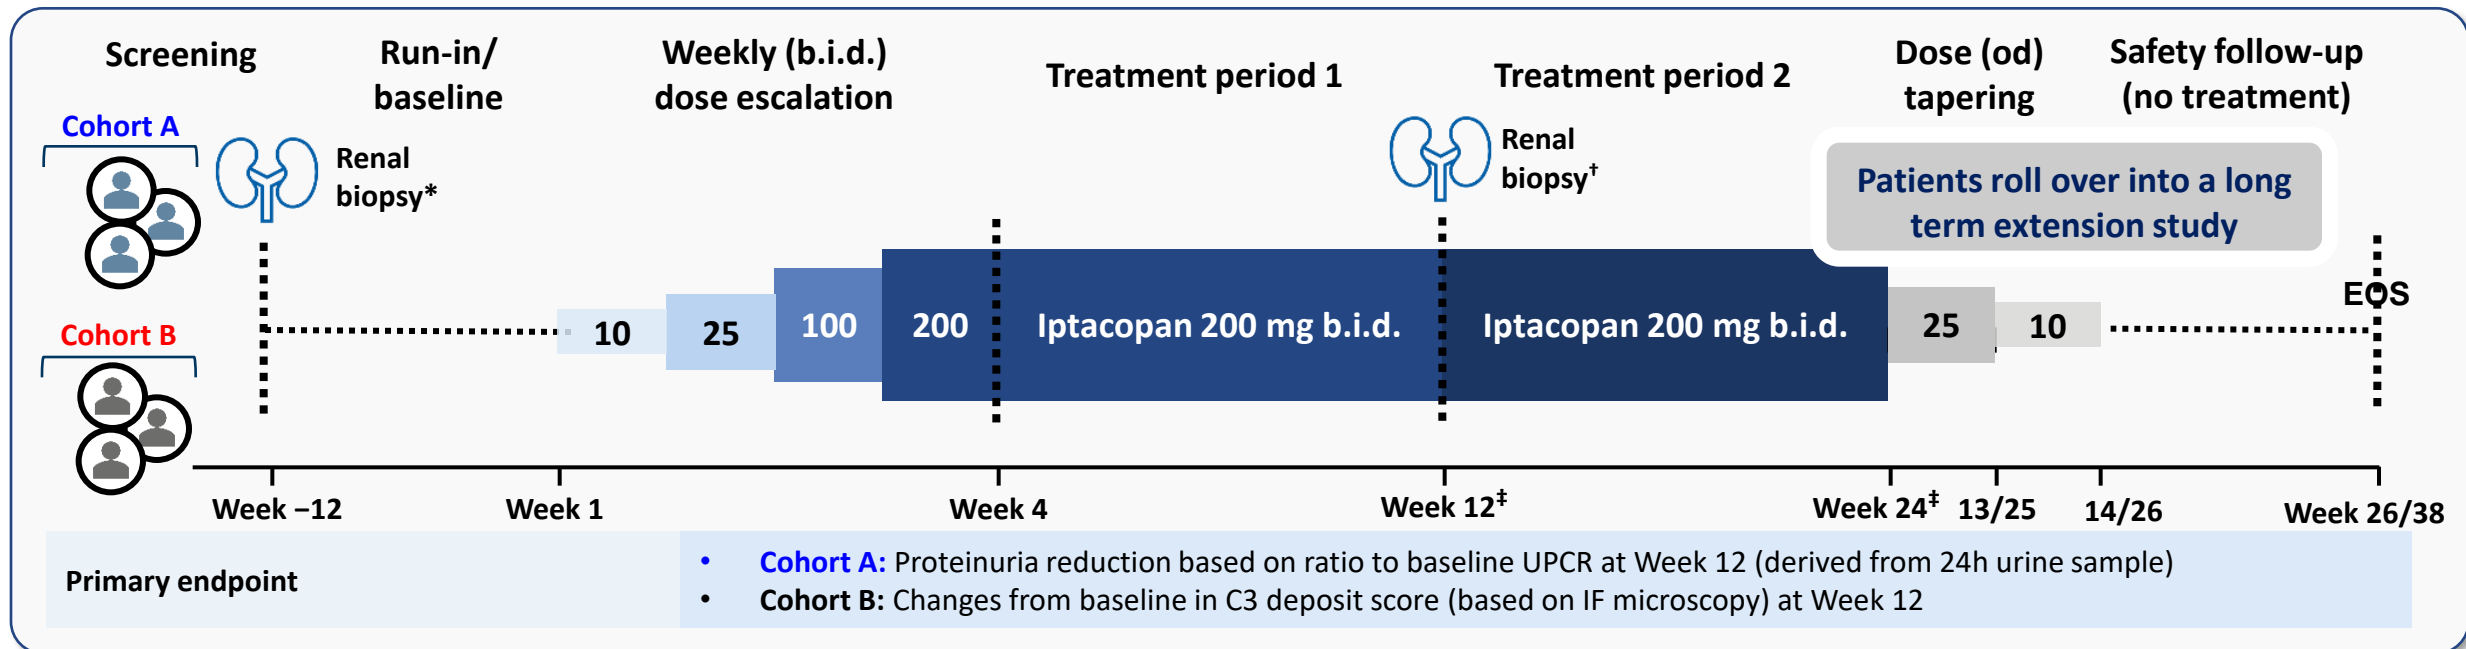 Screening
Run-in/
baseline
Weekly (b.i.d.)
dose escalation
Treatment period 1
Treatment period 2
Dose (od)
tapering
Safety follow-up
(no treatment)
Cohort A
Renal
biopsy*
Renal
biopsy†
Patients roll over into a long
term extension study
Cohort B
10
25
100
200
Iptacopan 200 mg b.i.d.
Iptacopan 200 mg b.i.d.
25
10
EOS
Week −12
Week 1
Week 4
Week 12‡
Week 24‡
13/25
14/26
Week 26/38
Primary endpoint
• Cohort A: Proteinuria reduction based on ratio to baseline UPCR at Week 12 (derived from 24h urine sample)
• Cohort B: Changes from baseline in C3 deposit score (based on IF microscopy) at Week 12